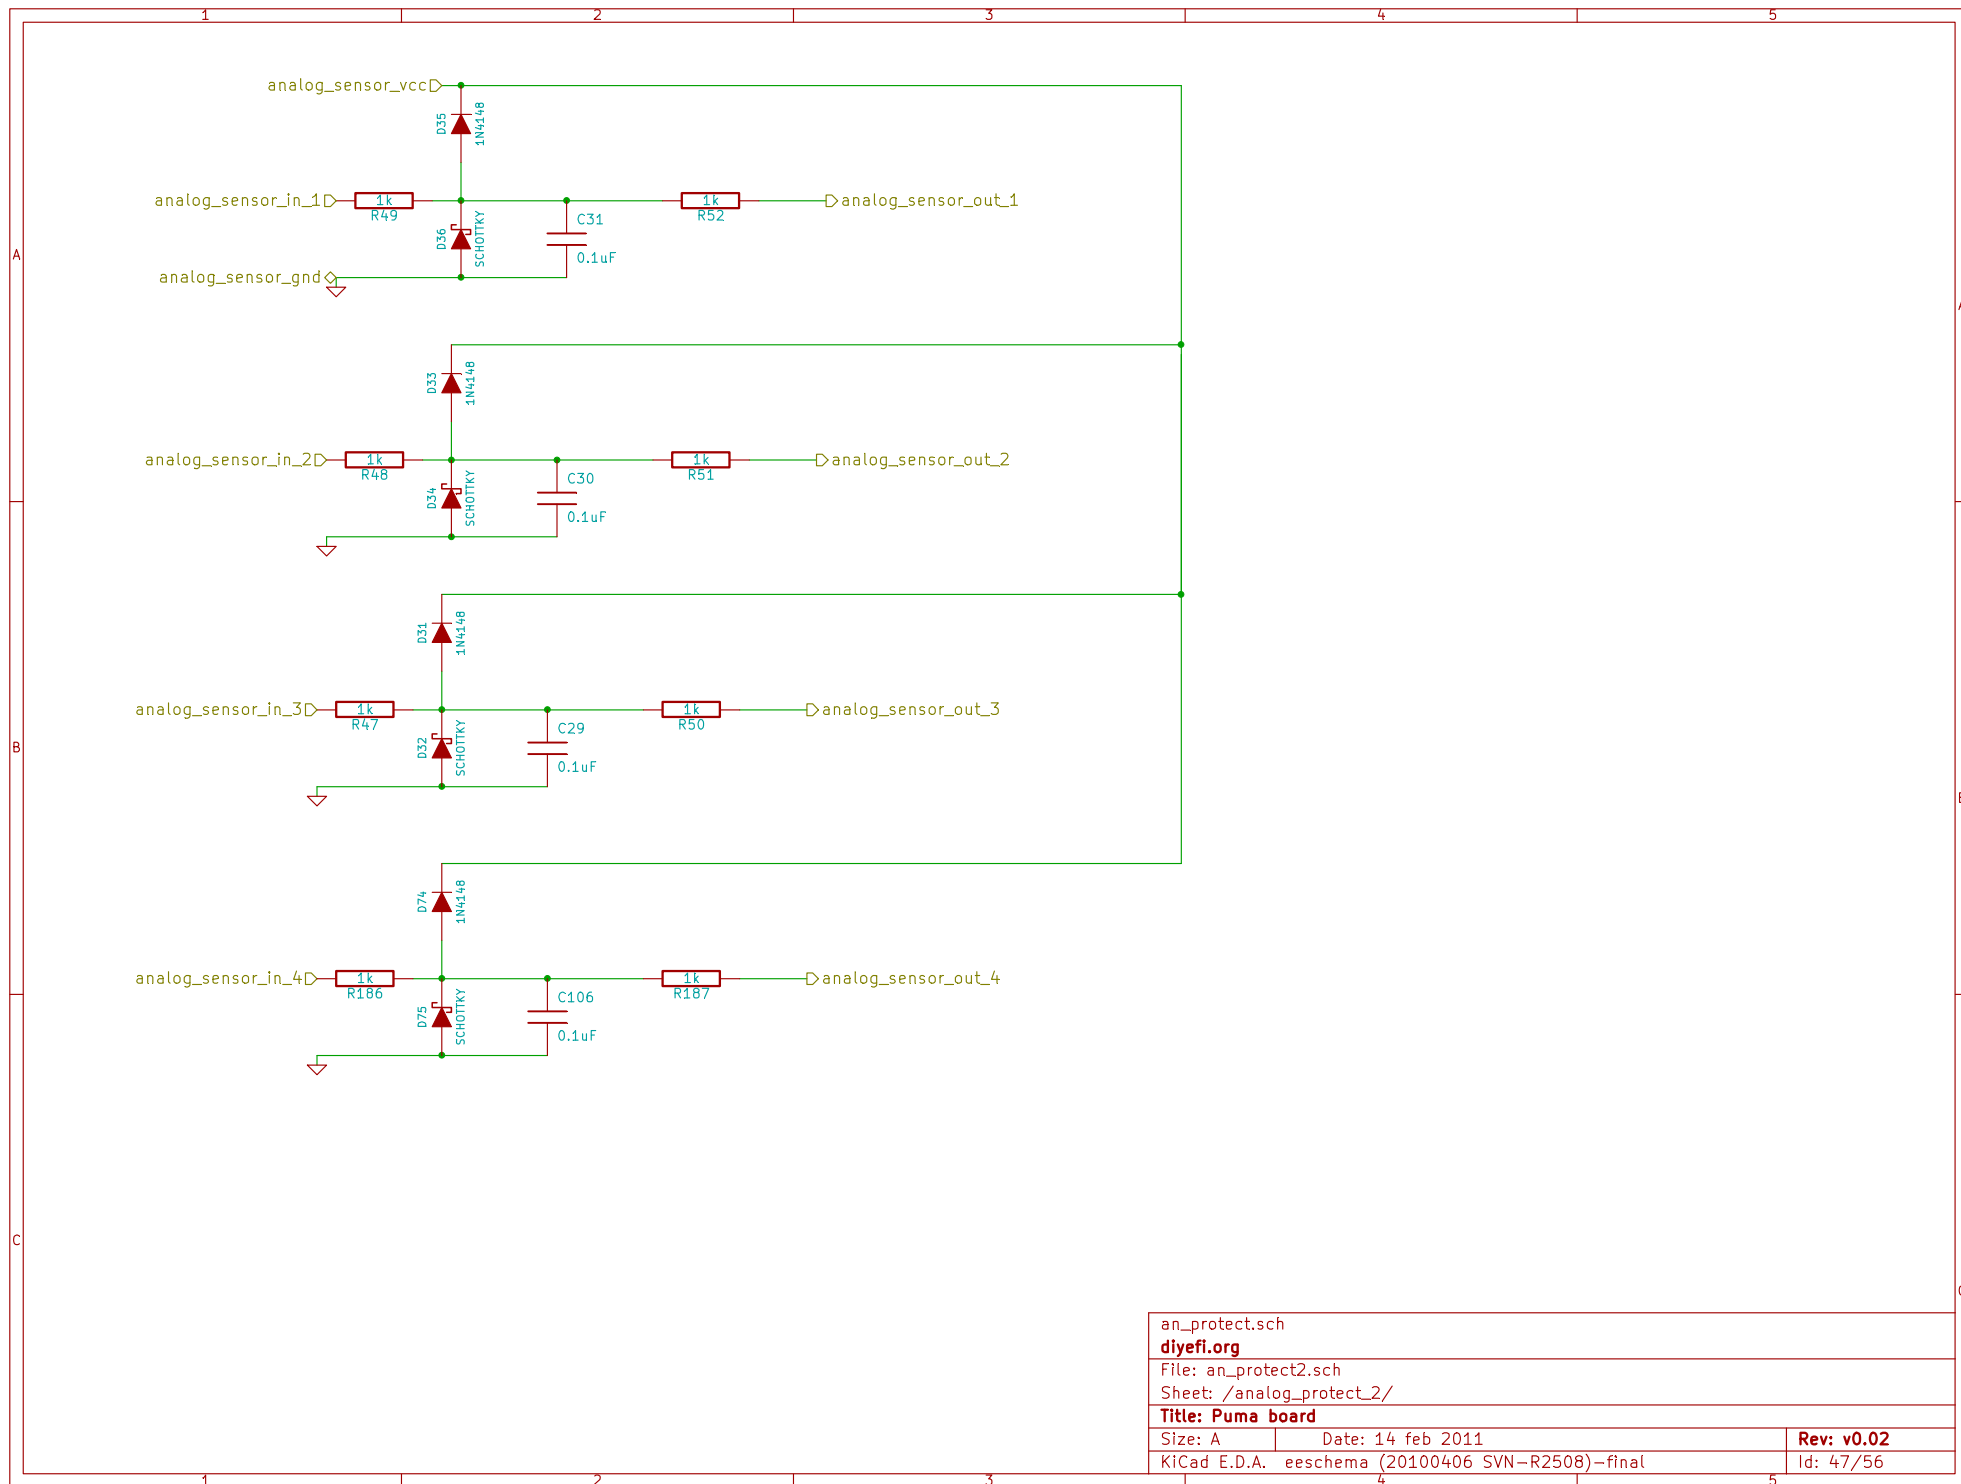 1 2 3 4 5
analog_sensor_vcc
D35 1N4148
analog_sensor_in_1 1k R49
1k R52 analog_sensor_out_1
D36 SCHOTTKY
C31
0.1uF
A
analog_sensor_gnd
A
D33 1N4148
analog_sensor_in_2 1k R48
1k R51 analog_sensor_out_2
D34 SCHOTTKY
C30
0.1uF
D31 1N4148
analog_sensor_in_3 1k R47
1k R50 analog_sensor_out_3
D32 SCHOTTKY
C29
0.1uF
B
B
D74 1N4148
analog_sensor_in_4 1k R186
1k R187 analog_sensor_out_4
D75 SCHOTTKY
C106
0.1uF
C
C
an_protect.sch
diyefi.org
File: an_protect2.sch
Sheet: /analog_protect_2/
Title: Puma board
Size: A Date: 14 feb 2011 Rev: v0.02
KiCad E.D.A. eeschema (20100406 SVN-R2508)-final Id: 47/56
1 2 3 4 5